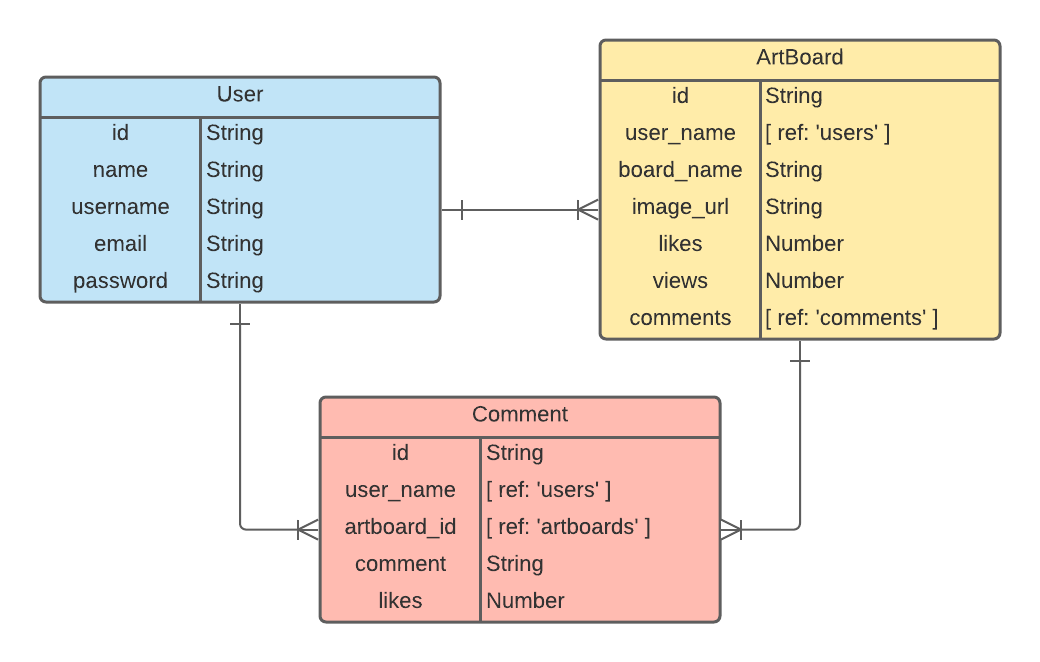 User
id String
name String
username String
email String
password String
ArtBoard
id String
user_name [ ref: 'users' ]
board_name String
image_url String
likes Number
views Number
comments [ ref: 'comments' ]
Comment
id String
user_name [ ref: 'users' ]
artboard_id [ ref: 'artboards' ]
comment String
likes Number